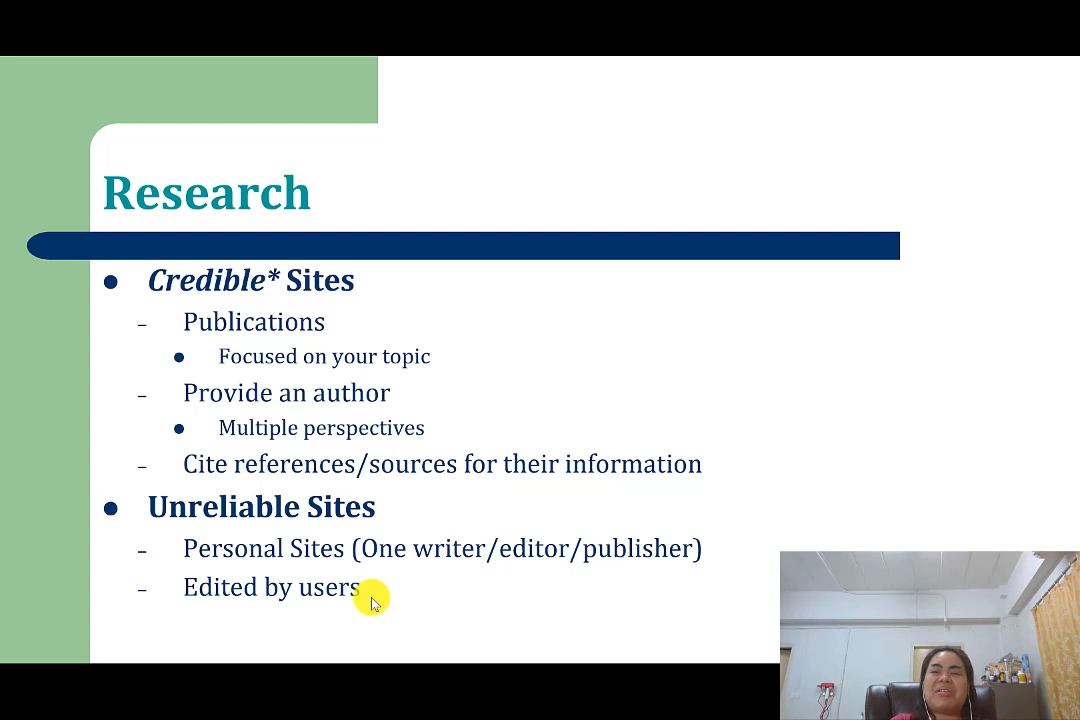 Research
Credible* Sites
Publications
Focused on your topic
Provide an author
Multiple perspectives
Cite references/sources for their information
Unreliable Sites
Personal Sites (One writer/editor/publisher)
Edited by users